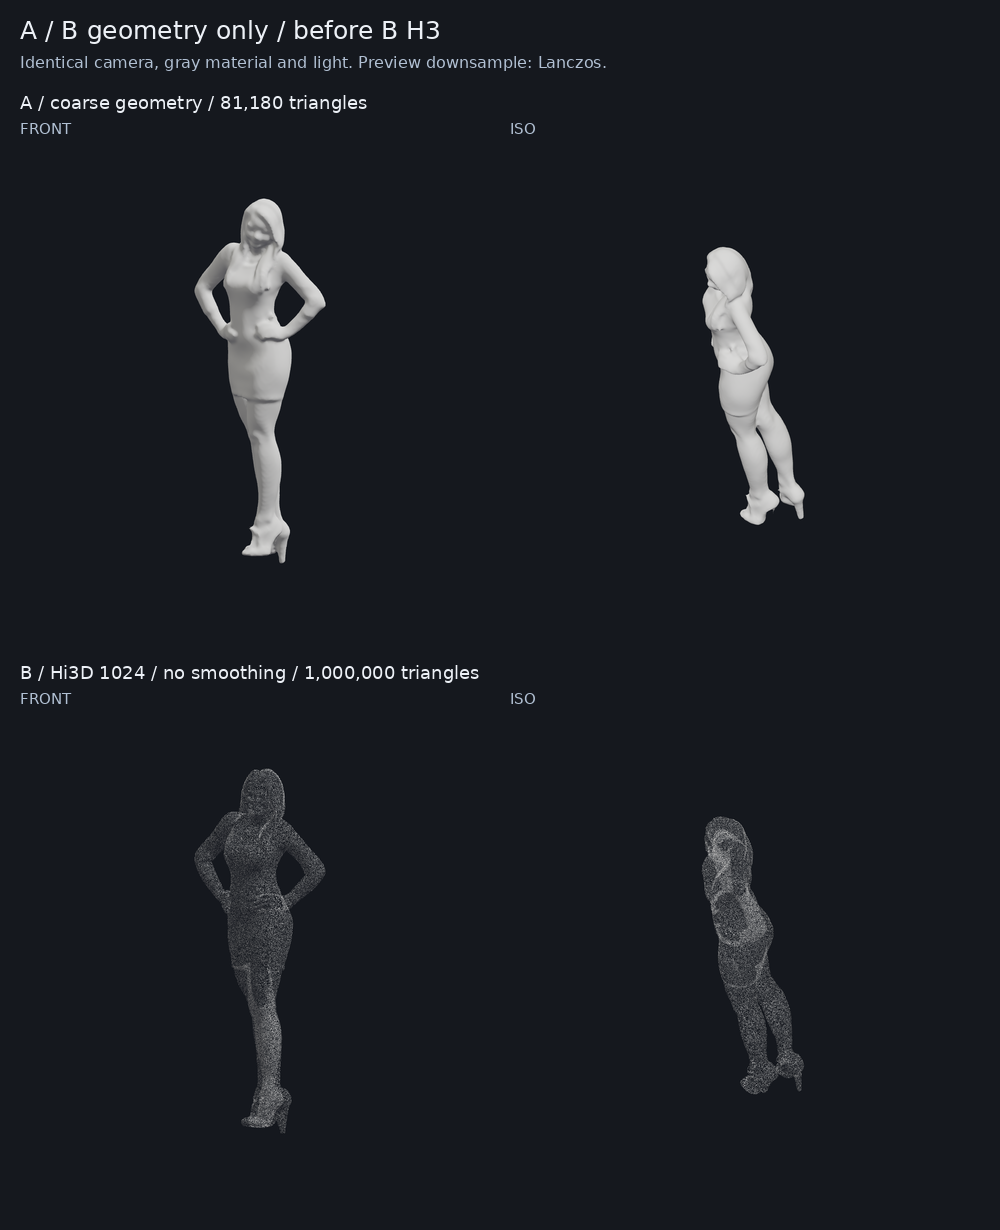 A / B geometry only / before B H3
Identical camera, gray material and light. Preview downsample: Lanczos.
A / coarse geometry / 81,180 triangles
FRONT
ISO
B / Hi3D 1024 / no smoothing / 1,000,000 triangles
FRONT
ISO